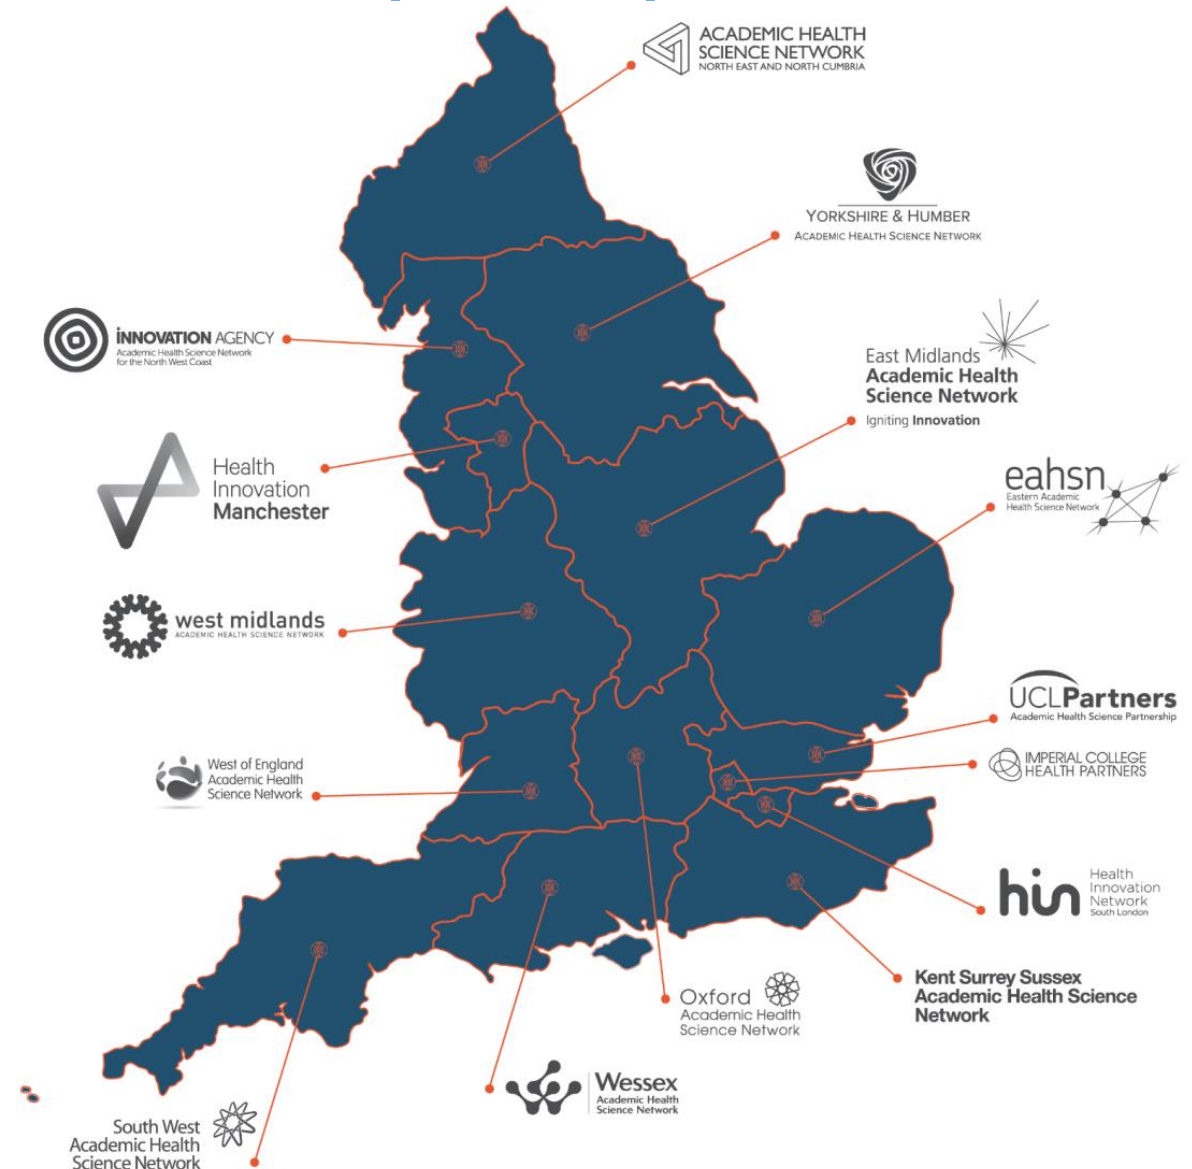 ACADEMIC HEALTH
SCIENCE NETWORK
NORTH EAST AND NORTH CUMBRIA
YORKSHIRE & HUMBER
ACADEMIC HEALTH SCIENCE NETWORK
iNNOVATION AGENCY
Academic Health Science Network
for the North West Coast
East Midlands
Academic Health
Science Network
Igniting Innovation
Health
Innovation
Manchester
eahsn
Eastern Academic
Health Science Network
west midlands
ACADEMIC HEALTH SCIENCE NETWORK
UCLPartners
Academic Health Science Partnership
West of England
Academic Health
Science Network
IMPERIAL COLLEGE
HEALTH PARTNERS
hin
Health
Innovation
Network
South London
Kent Surrey Sussex
Academic Health Science
Network
Oxford
Academic Health
Science Network
Wessex
Academic Health
Science Network
South West
Academic Health
Science Network